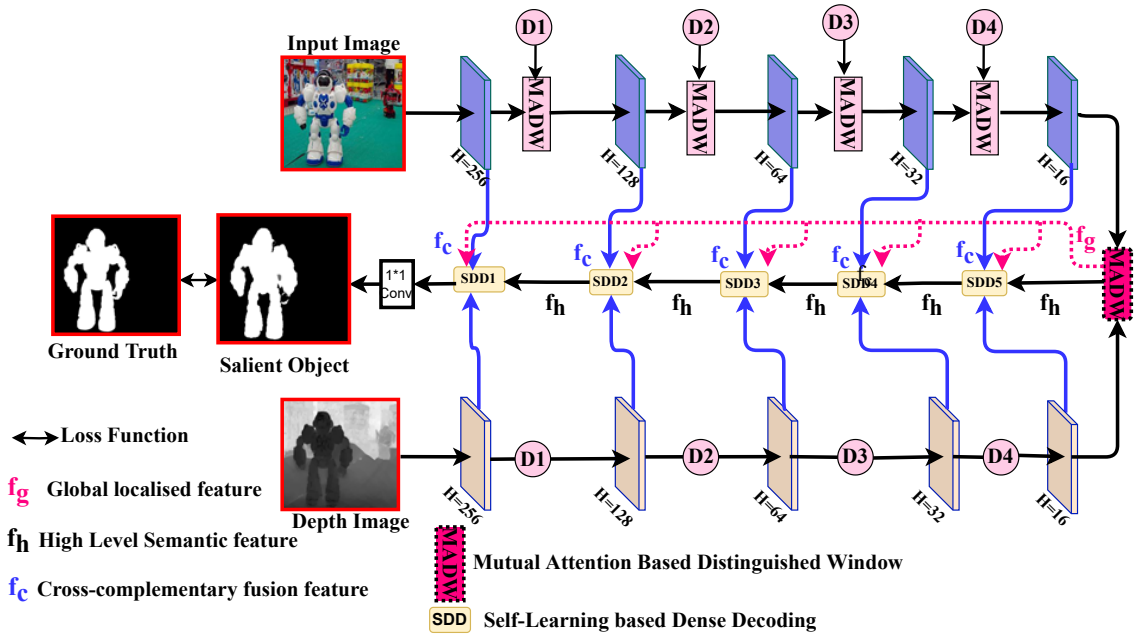 D1
D2
D3
D4
Input Image
MADW
MADW
MADW
MADW
H=256
H=128
H=64
H=32
H=16
fc
fc
fc
fc
fc
fg
MADW
1*1
Conv
SDD1
SDD2
SDD3
SDD4
SDD5
fh
fh
fh
fh
fh
Ground Truth
Salient Object
D1
D2
D3
D4
H=256
H=128
H=64
H=32
H=16
Depth Image
Loss Function
fg Global localised feature
fh High Level Semantic feature
fc Cross-complementary fusion feature
MADW Mutual Attention Based Distinguished Window
SDD Self-Learning based Dense Decoding